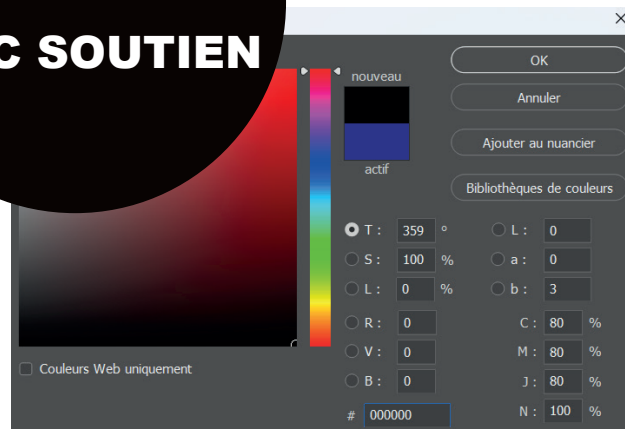 C SOUTIEN
nouveau
actif
OK
Annuler
Ajouter au nuancier
Bibliothèques de couleurs
T : 359 °
S : 100 %
L : 0 %
R : 0
V : 0
B : 0
# 000000
L : 0
a : 0
b : 3
C : 80 %
M : 80 %
J : 80 %
N : 100 %
Couleurs Web uniquement